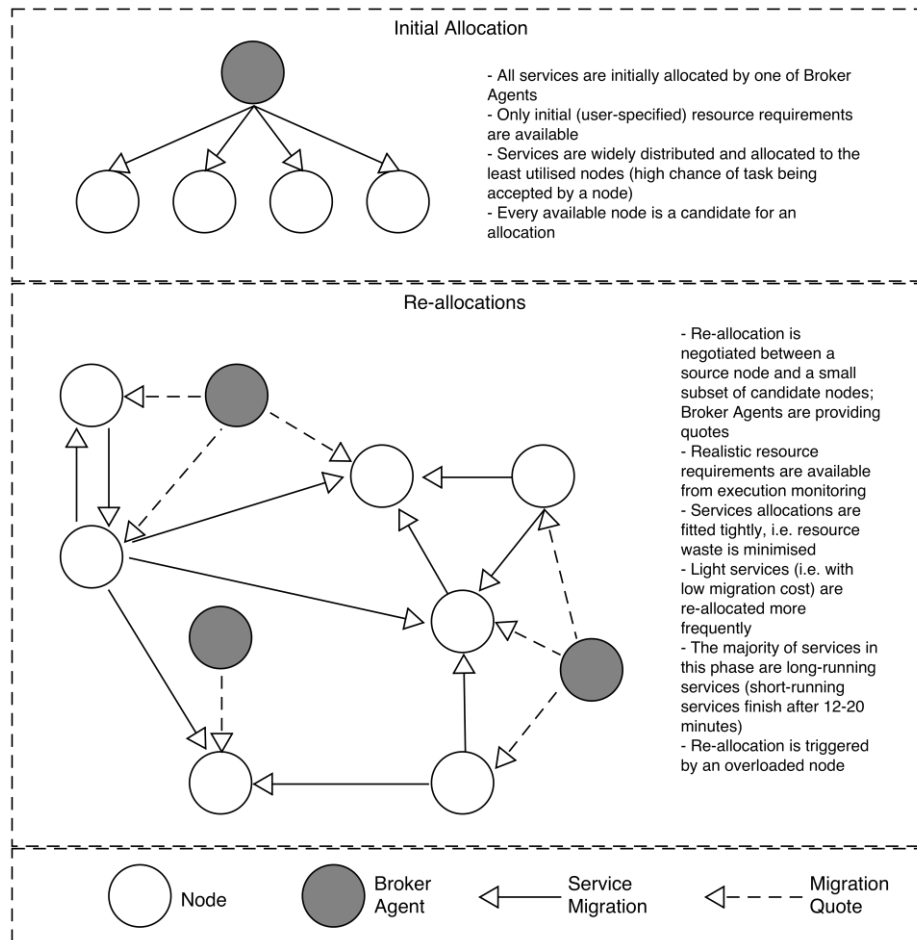 Initial Allocation
- All services are initially allocated by one of Broker
Agents
- Only initial (user-specified) resource requirements
are available
- Services are widely distributed and allocated to the
least utilised nodes (high chance of task being
accepted by a node)
- Every available node is a candidate for an
allocation
Re-allocations
- Re-allocation is
negotiated between a
source node and a small
subset of candidate nodes;
Broker Agents are providing
quotes
- Realistic resource
requirements are available
from execution monitoring
- Services allocations are
fitted tightly, i.e. resource
waste is minimised
- Light services (i.e. with
low migration cost) are
re-allocated more
frequently
- The majority of services in
this phase are long-running
services (short-running
services finish after 12-20
minutes)
- Re-allocation is triggered
by an overloaded node
Node
Broker
Agent
Service
Migration
Migration
Quote